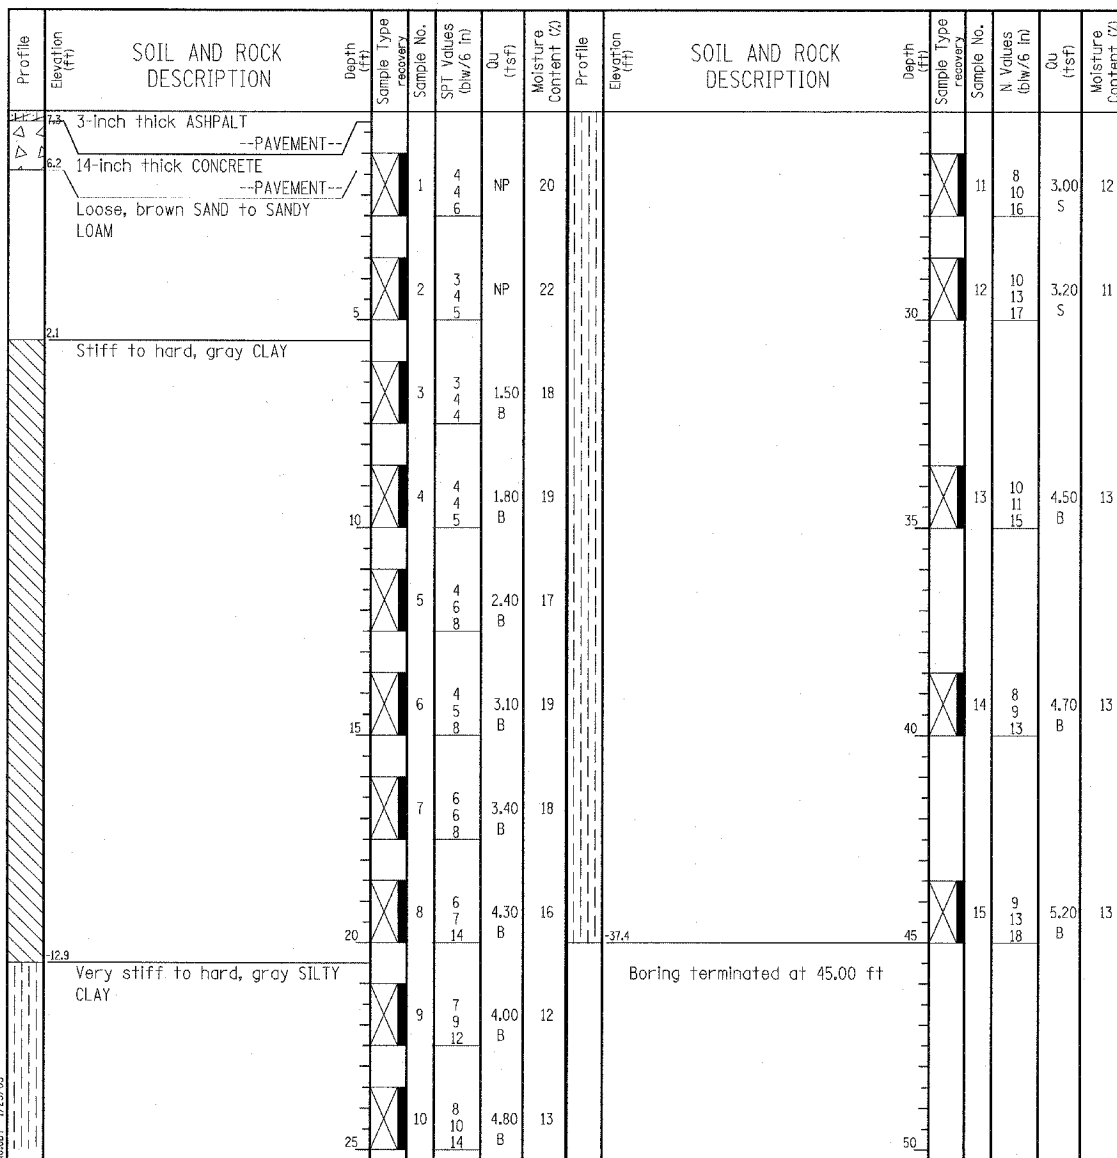 Profile
Elevation (ft)
SOIL AND ROCK DESCRIPTION
Depth (ft)
Sample Type recovery
Sample No.
SPT Values (blw/6 in)
Qu (tsf)
Moisture Content (%)
Profile
Elevation (ft)
SOIL AND ROCK DESCRIPTION
Depth (ft)
Sample Type recovery
Sample No.
N Values (blw/6 in)
Qu (tsf)
Moisture Content (%)
7.3 3-inch thick ASHPALT
--PAVEMENT--
6.2 14-inch thick CONCRETE
--PAVEMENT--
Loose, brown SAND to SANDY
LOAM
1 4 4 6 NP 20
5 2 3 4 5 NP 22
2.1
Stiff to hard, gray CLAY
3 3 4 4 1.50 B 18
10 4 4 4 5 1.80 B 19
5 4 6 8 2.40 B 17
15 6 4 5 8 3.10 B 19
7 6 6 8 3.40 B 18
20 8 6 7 14 4.30 B 16
-12.9
Very stiff to hard, gray SILTY
CLAY
9 7 9 12 4.00 B 12
25 10 8 10 14 4.80 B 13
11 8 10 16 3.00 S 12
30 12 10 13 17 3.20 S 11
35 13 10 11 15 4.50 B 13
40 14 8 9 13 4.70 B 13
45 15 9 13 18 5.20 B 13
-37.4
Boring terminated at 45.00 ft
50